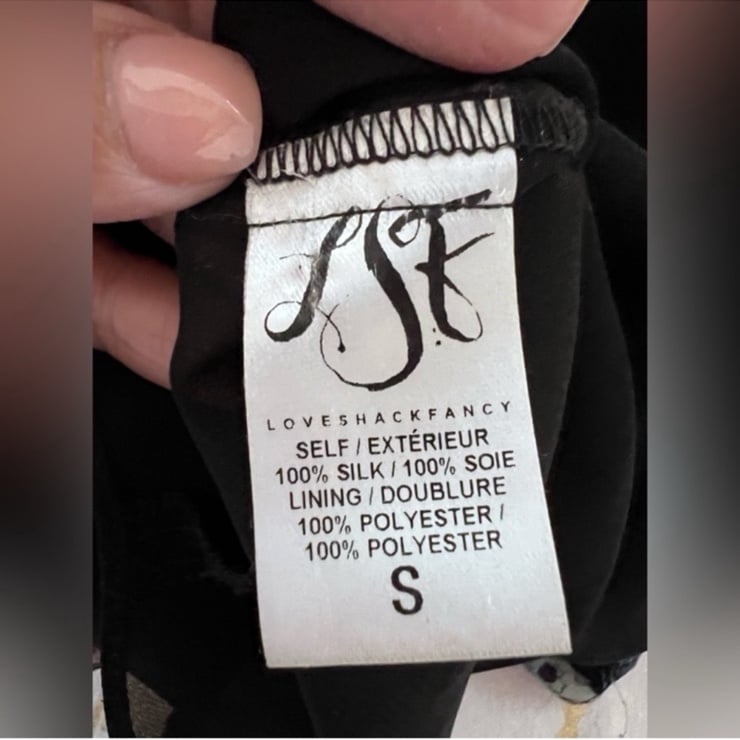 LSF
LOVESHACKFANCY
SELF / EXTÉRIEUR
100% SILK / 100% SOIE
LINING / DOUBLURE
100% POLYESTER /
100% POLYESTER
S